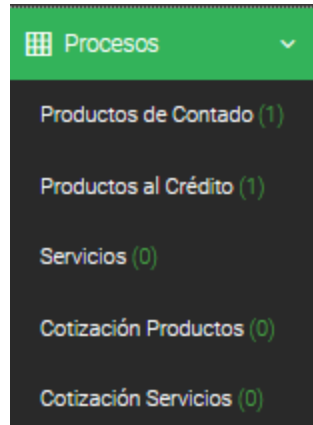 Procesos
Productos de Contado (1)
Productos al Crédito (1)
Servicios (0)
Cotización Productos (0)
Cotización Servicios (0)